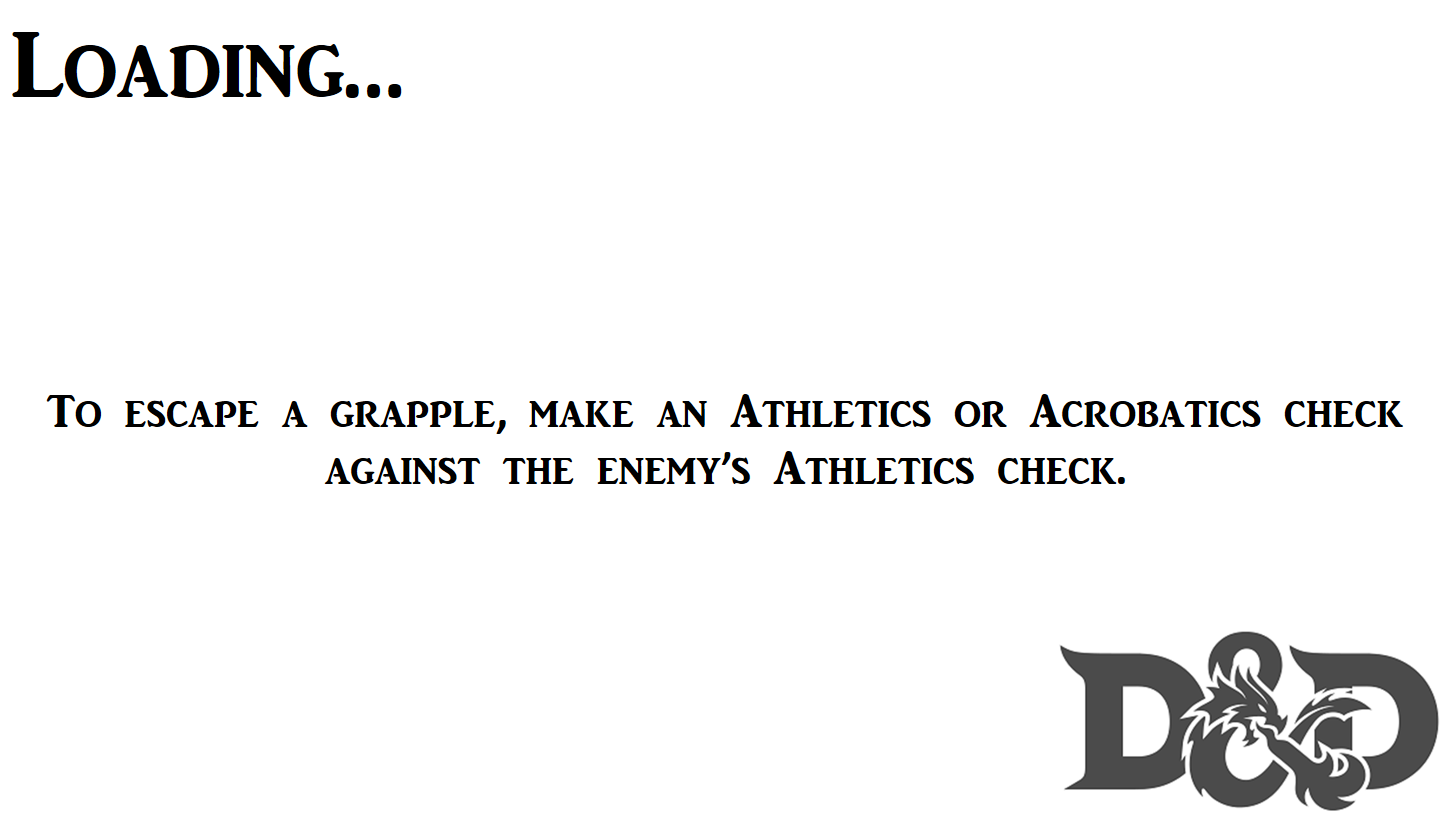 Loading...
To escape a grapple, make an Athletics or Acrobatics check
against the enemy's Athletics check.
D&D